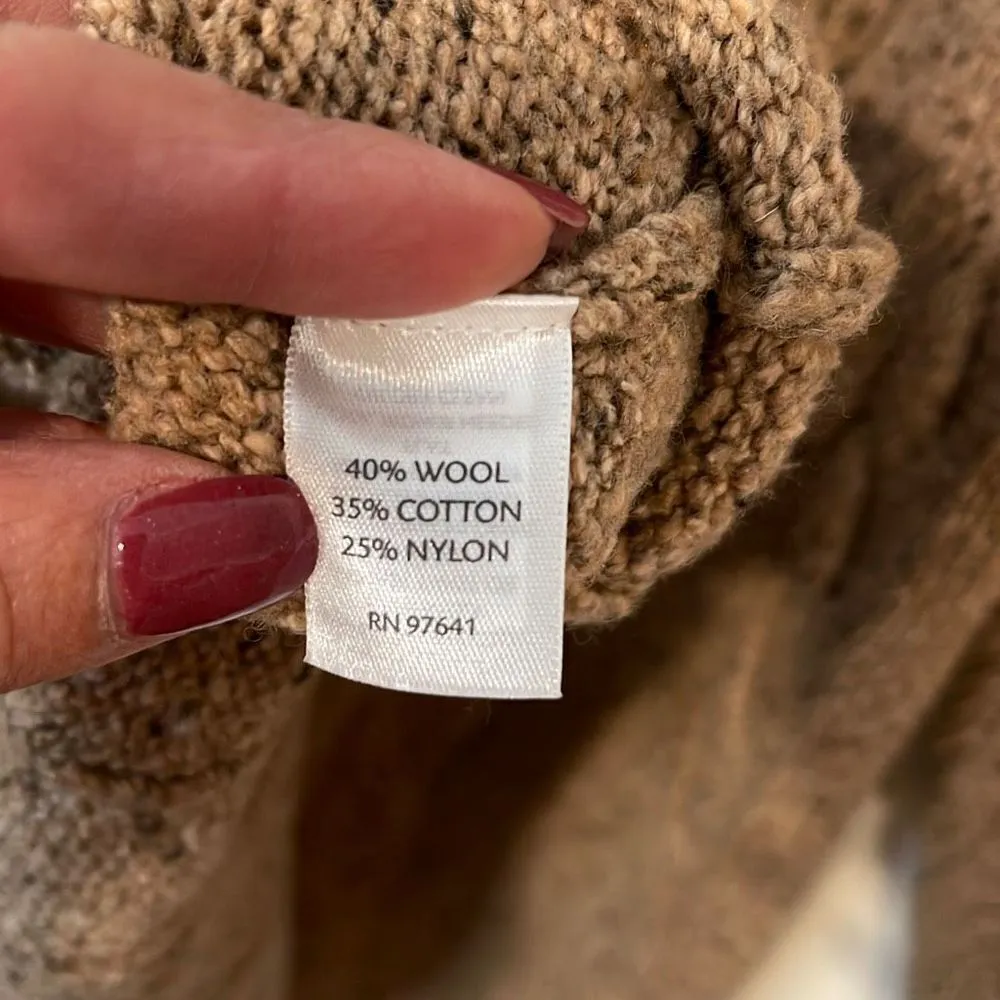 40% WOOL
35% COTTON
25% NYLON
RN 97641